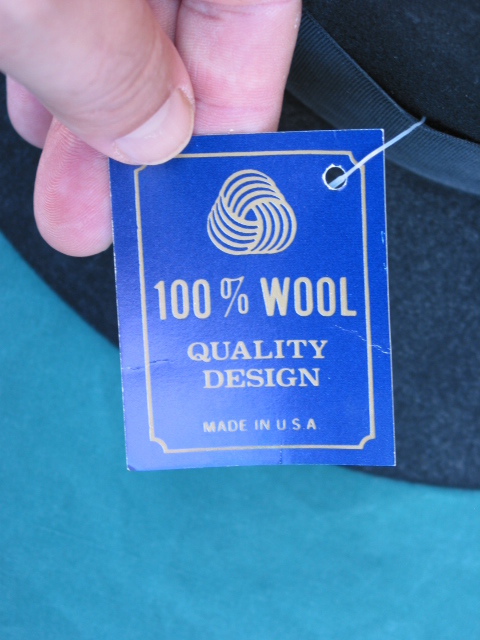 100% WOOL
QUALITY
DESIGN
MADE IN U S A